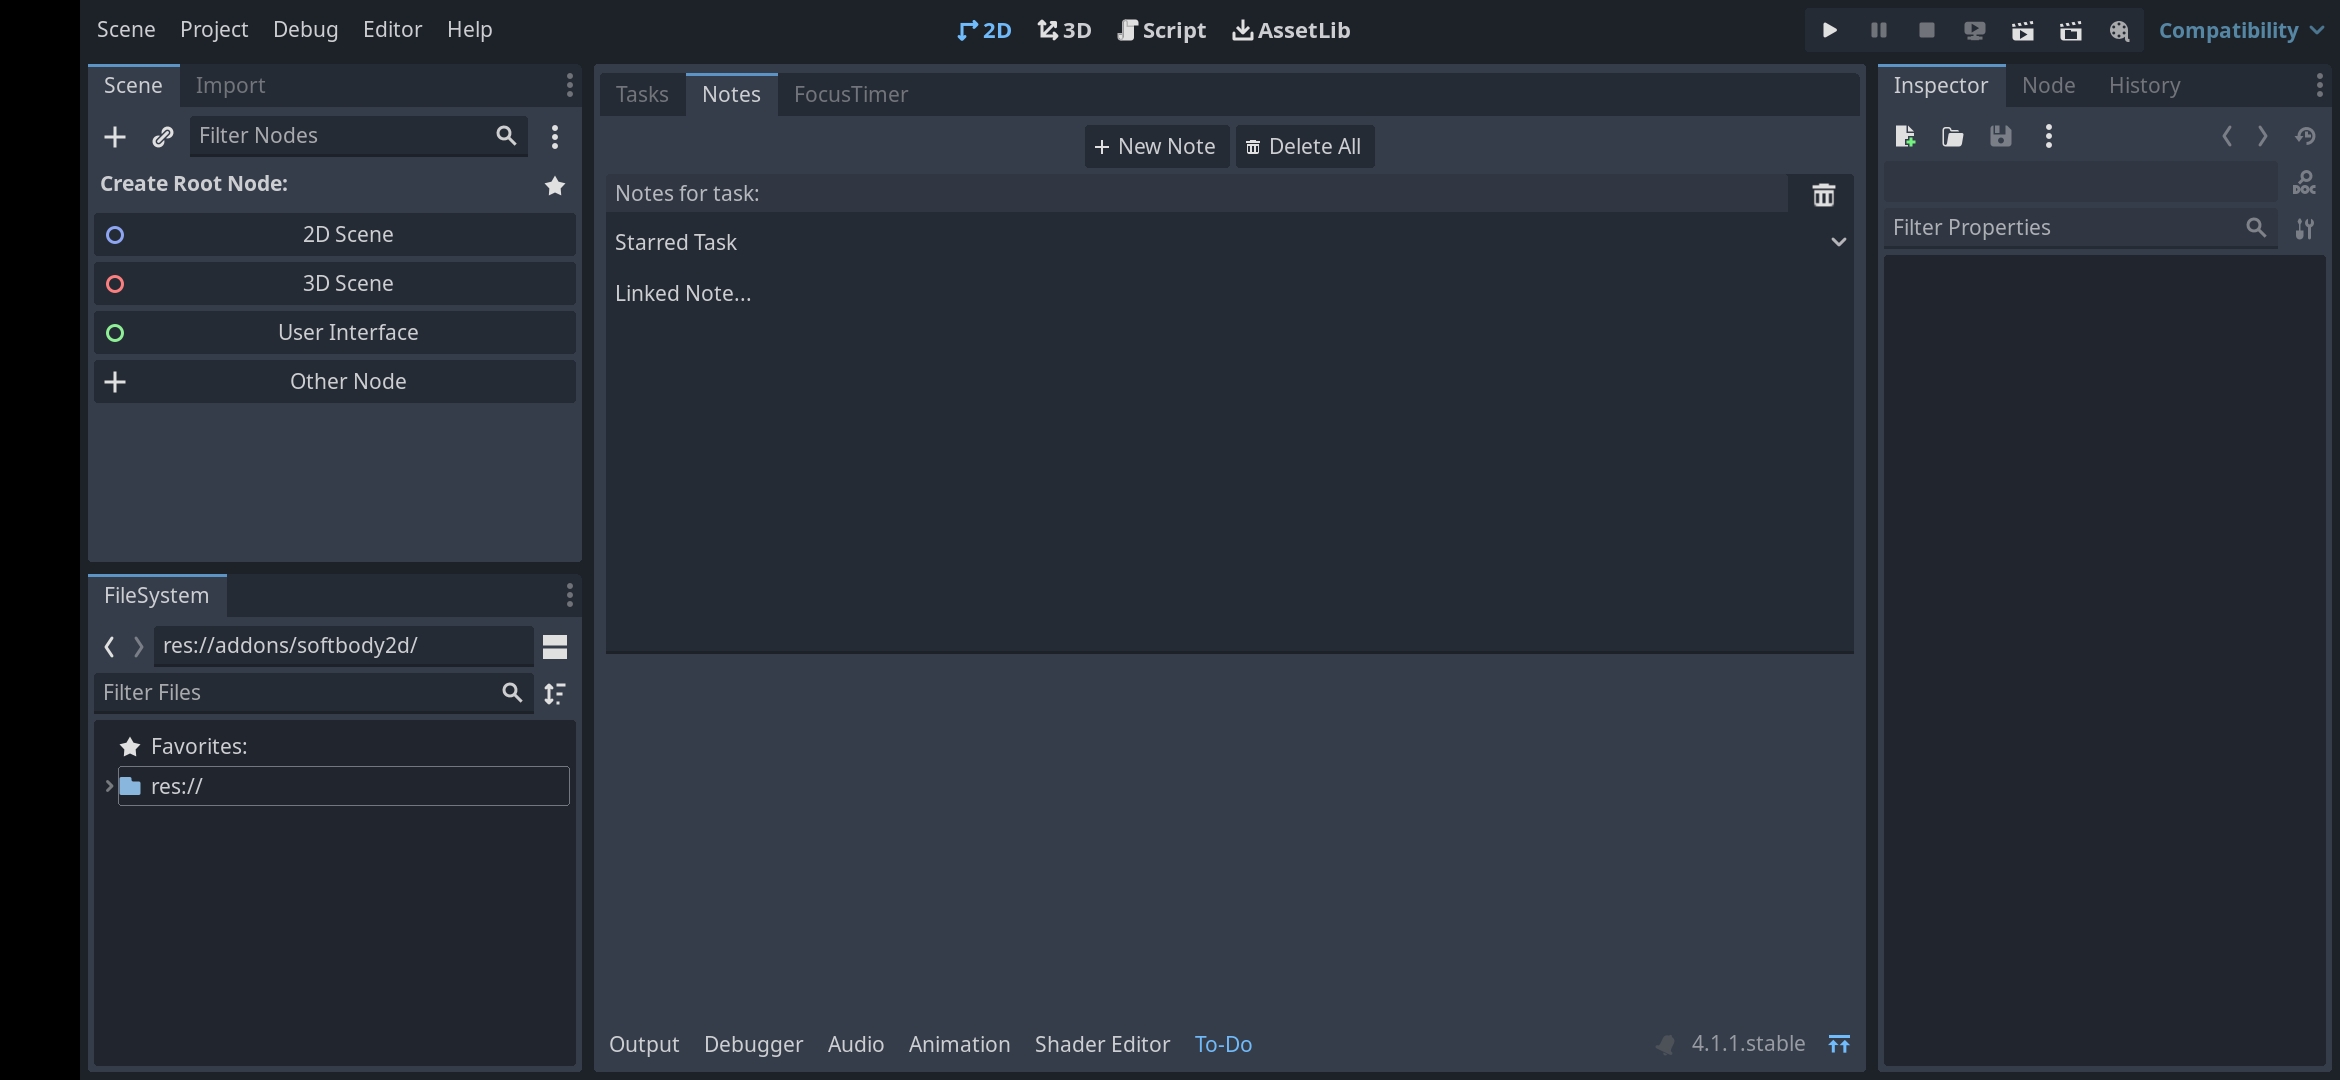 Scene Project Debug Editor Help
2D 3D Script AssetLib
Compatibility
Scene Import
Filter Nodes
Create Root Node:
2D Scene
3D Scene
User Interface
Other Node
FileSystem
res://addons/softbody2d/
Filter Files
Favorites:
res://
Tasks Notes FocusTimer
New Note Delete All
Notes for task:
Starred Task
Linked Note...
Output Debugger Audio Animation Shader Editor To-Do
4.1.1.stable
Inspector Node History
DOC
Filter Properties